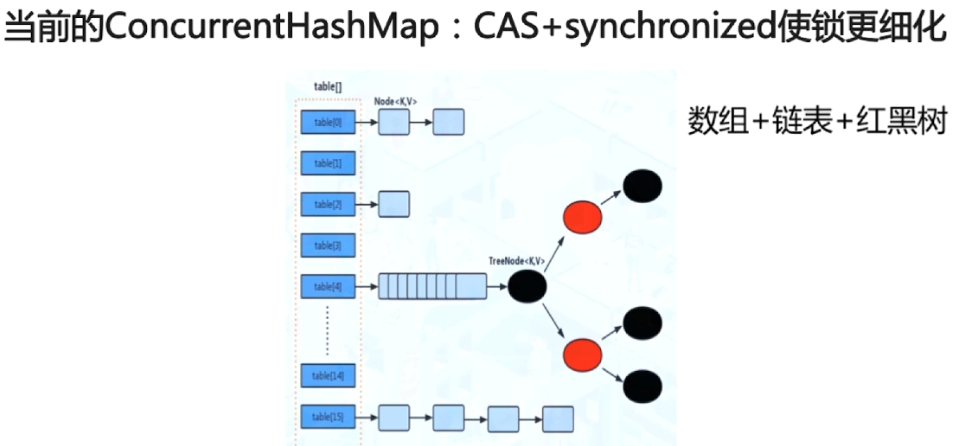 当前的ConcurrentHashMap：CAS+synchronized使锁更细化
table[]
Node<K,V>
table[0]
数组+链表+红黑树
table[1]
table[2]
table[3]
TreeNode<K,V>
table[4]
table[14]
table[15]